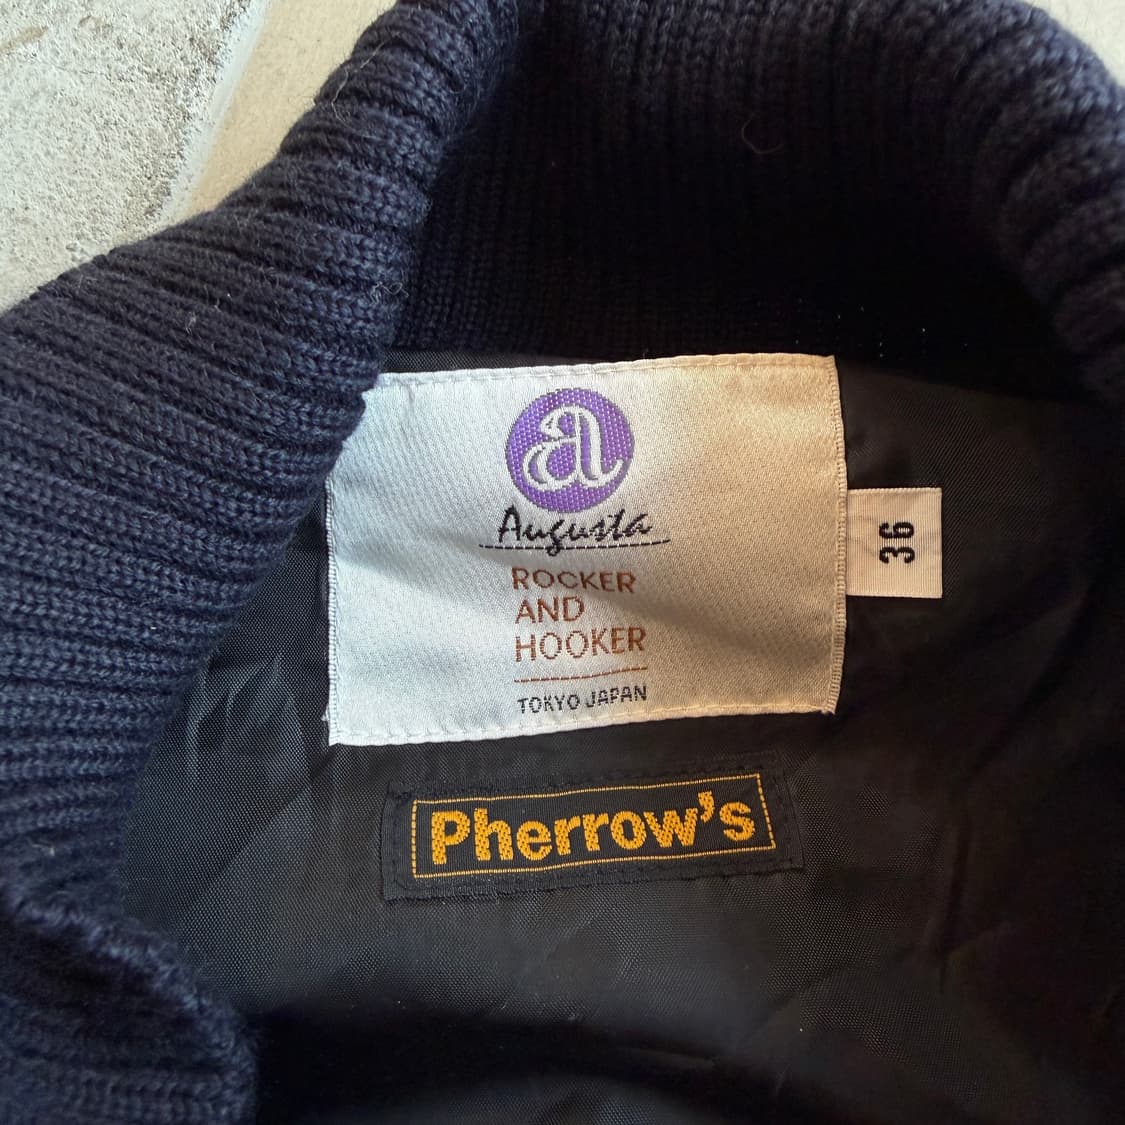 a
Augusta
ROCKER
AND
HOOKER
TOKYO JAPAN
36
Pherrow's